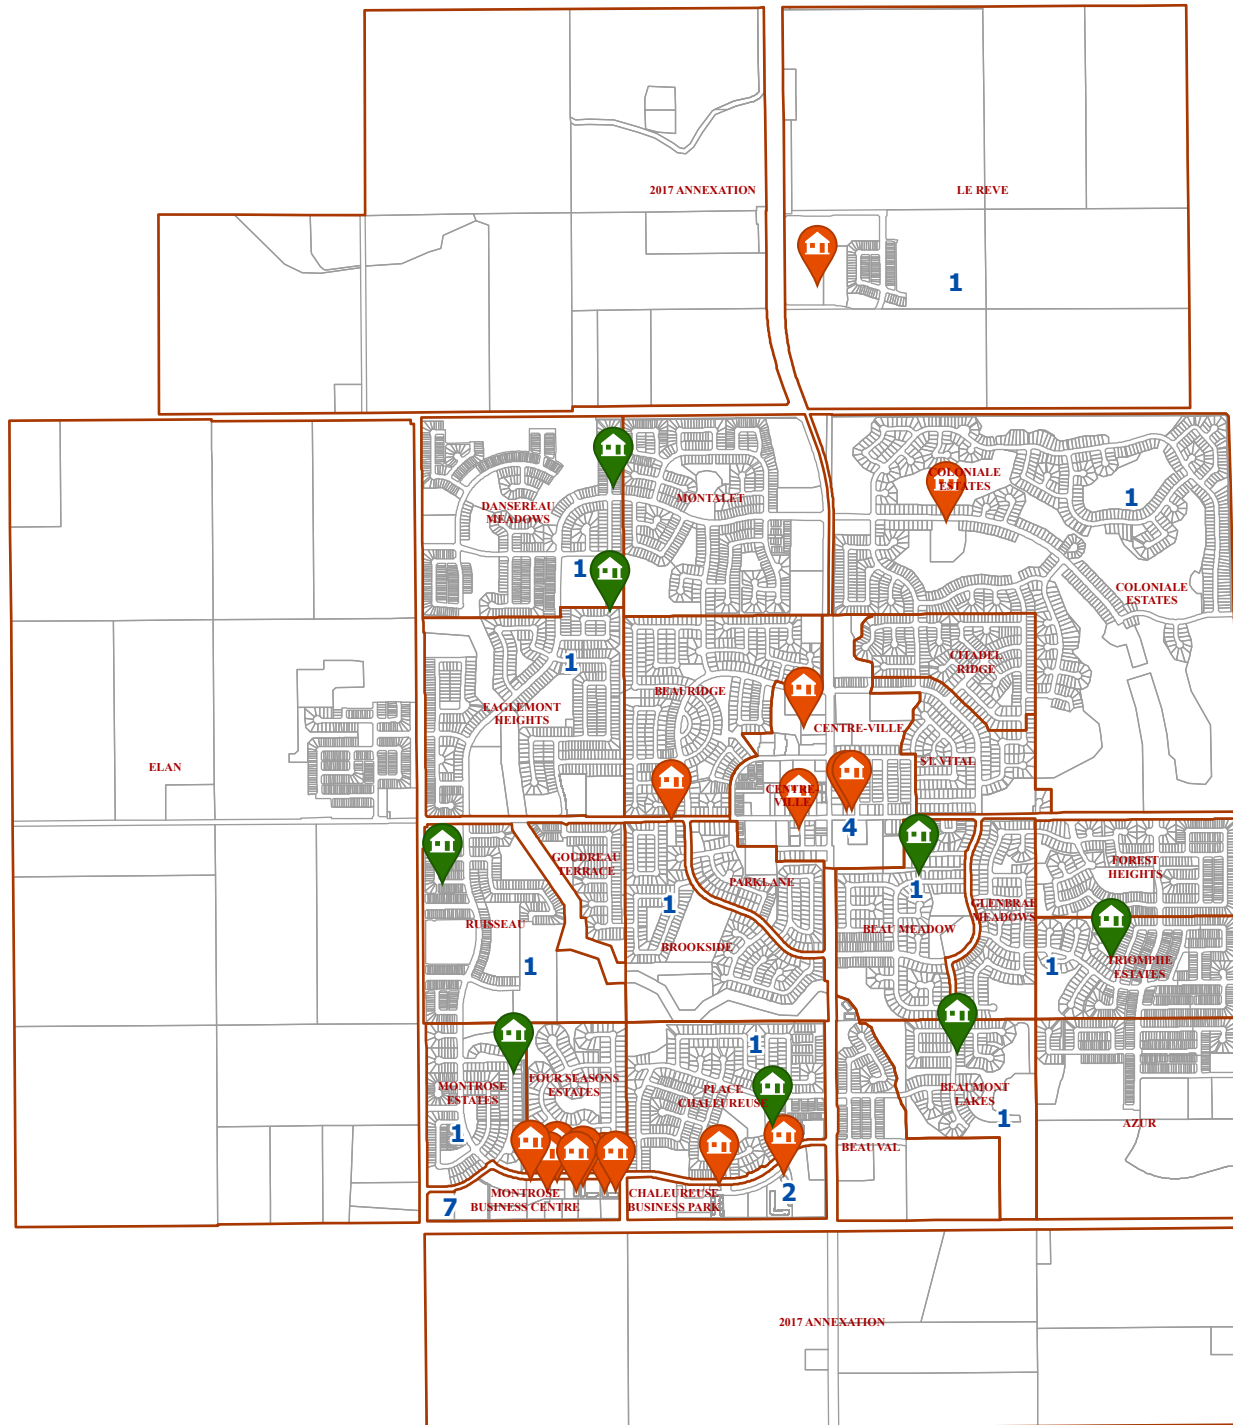 2017 ANNEXATION
LE REVE
1
COLONIALE
ESTATES
1
MONTALET
DANSEREAU
MEADOWS
1
COLONIALE
ESTATES
1
CITADEL
RIDGE
BEAU RIDGE
EAGLEMONT
HEIGHTS
CENTRE-VILLE
ST. VITAL
ELAN
CENTRE-
VILLE
4
GOUDREAU
TERRACE
PARKLANE
FOREST
HEIGHTS
1
1
GLENBRAE
MEADOWS
RUISSEAU
BEAU MEADOW
BROOKSIDE
1
1
TRIOMPHE
ESTATES
1
FOUR SEASONS
ESTATES
MONTROSE
ESTATES
PLACE
CHALEUREUSE
BEAUMONT
LAKES
1
1
AZUR
BEAU VAL
7
MONTROSE
BUSINESS CENTRE
CHALEUREUSE
BUSINESS PARK
2
2017 ANNEXATION